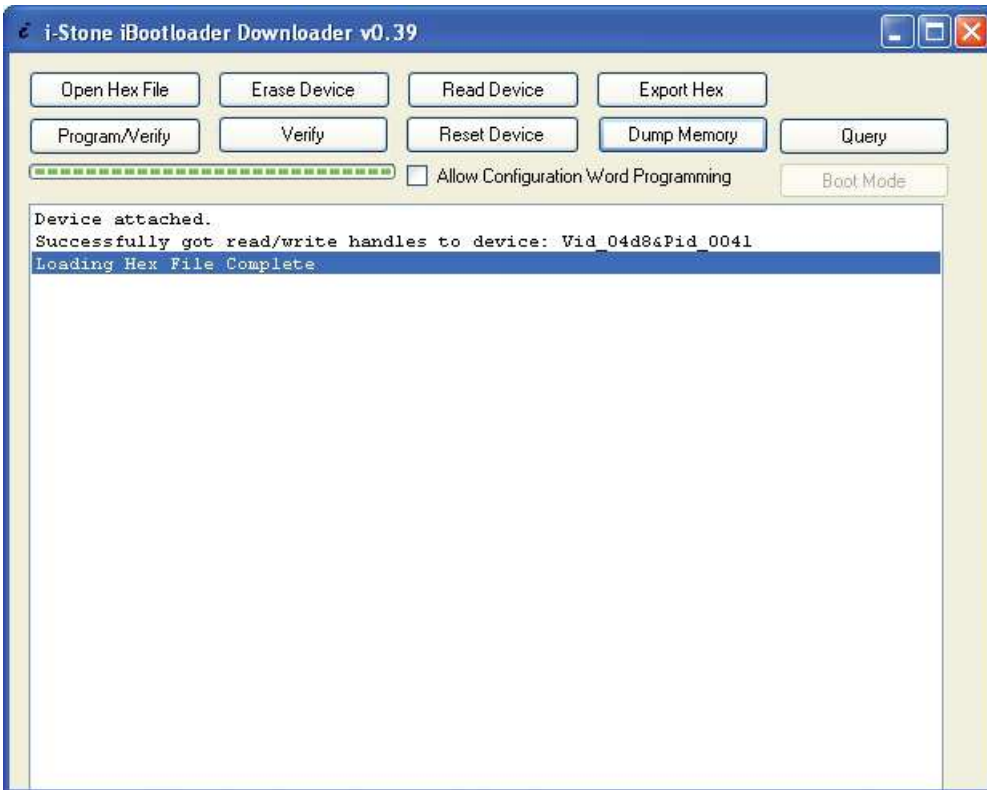 i-Stone iBootloader Downloader v0.39
Open Hex File Erase Device Read Device Export Hex
Program/Verify Verify Reset Device Dump Memory Query
Allow Configuration Word Programming Boot Mode
Device attached.
Successfully got read/write handles to device: Vid_04d8&Pid_0041
Loading Hex File Complete